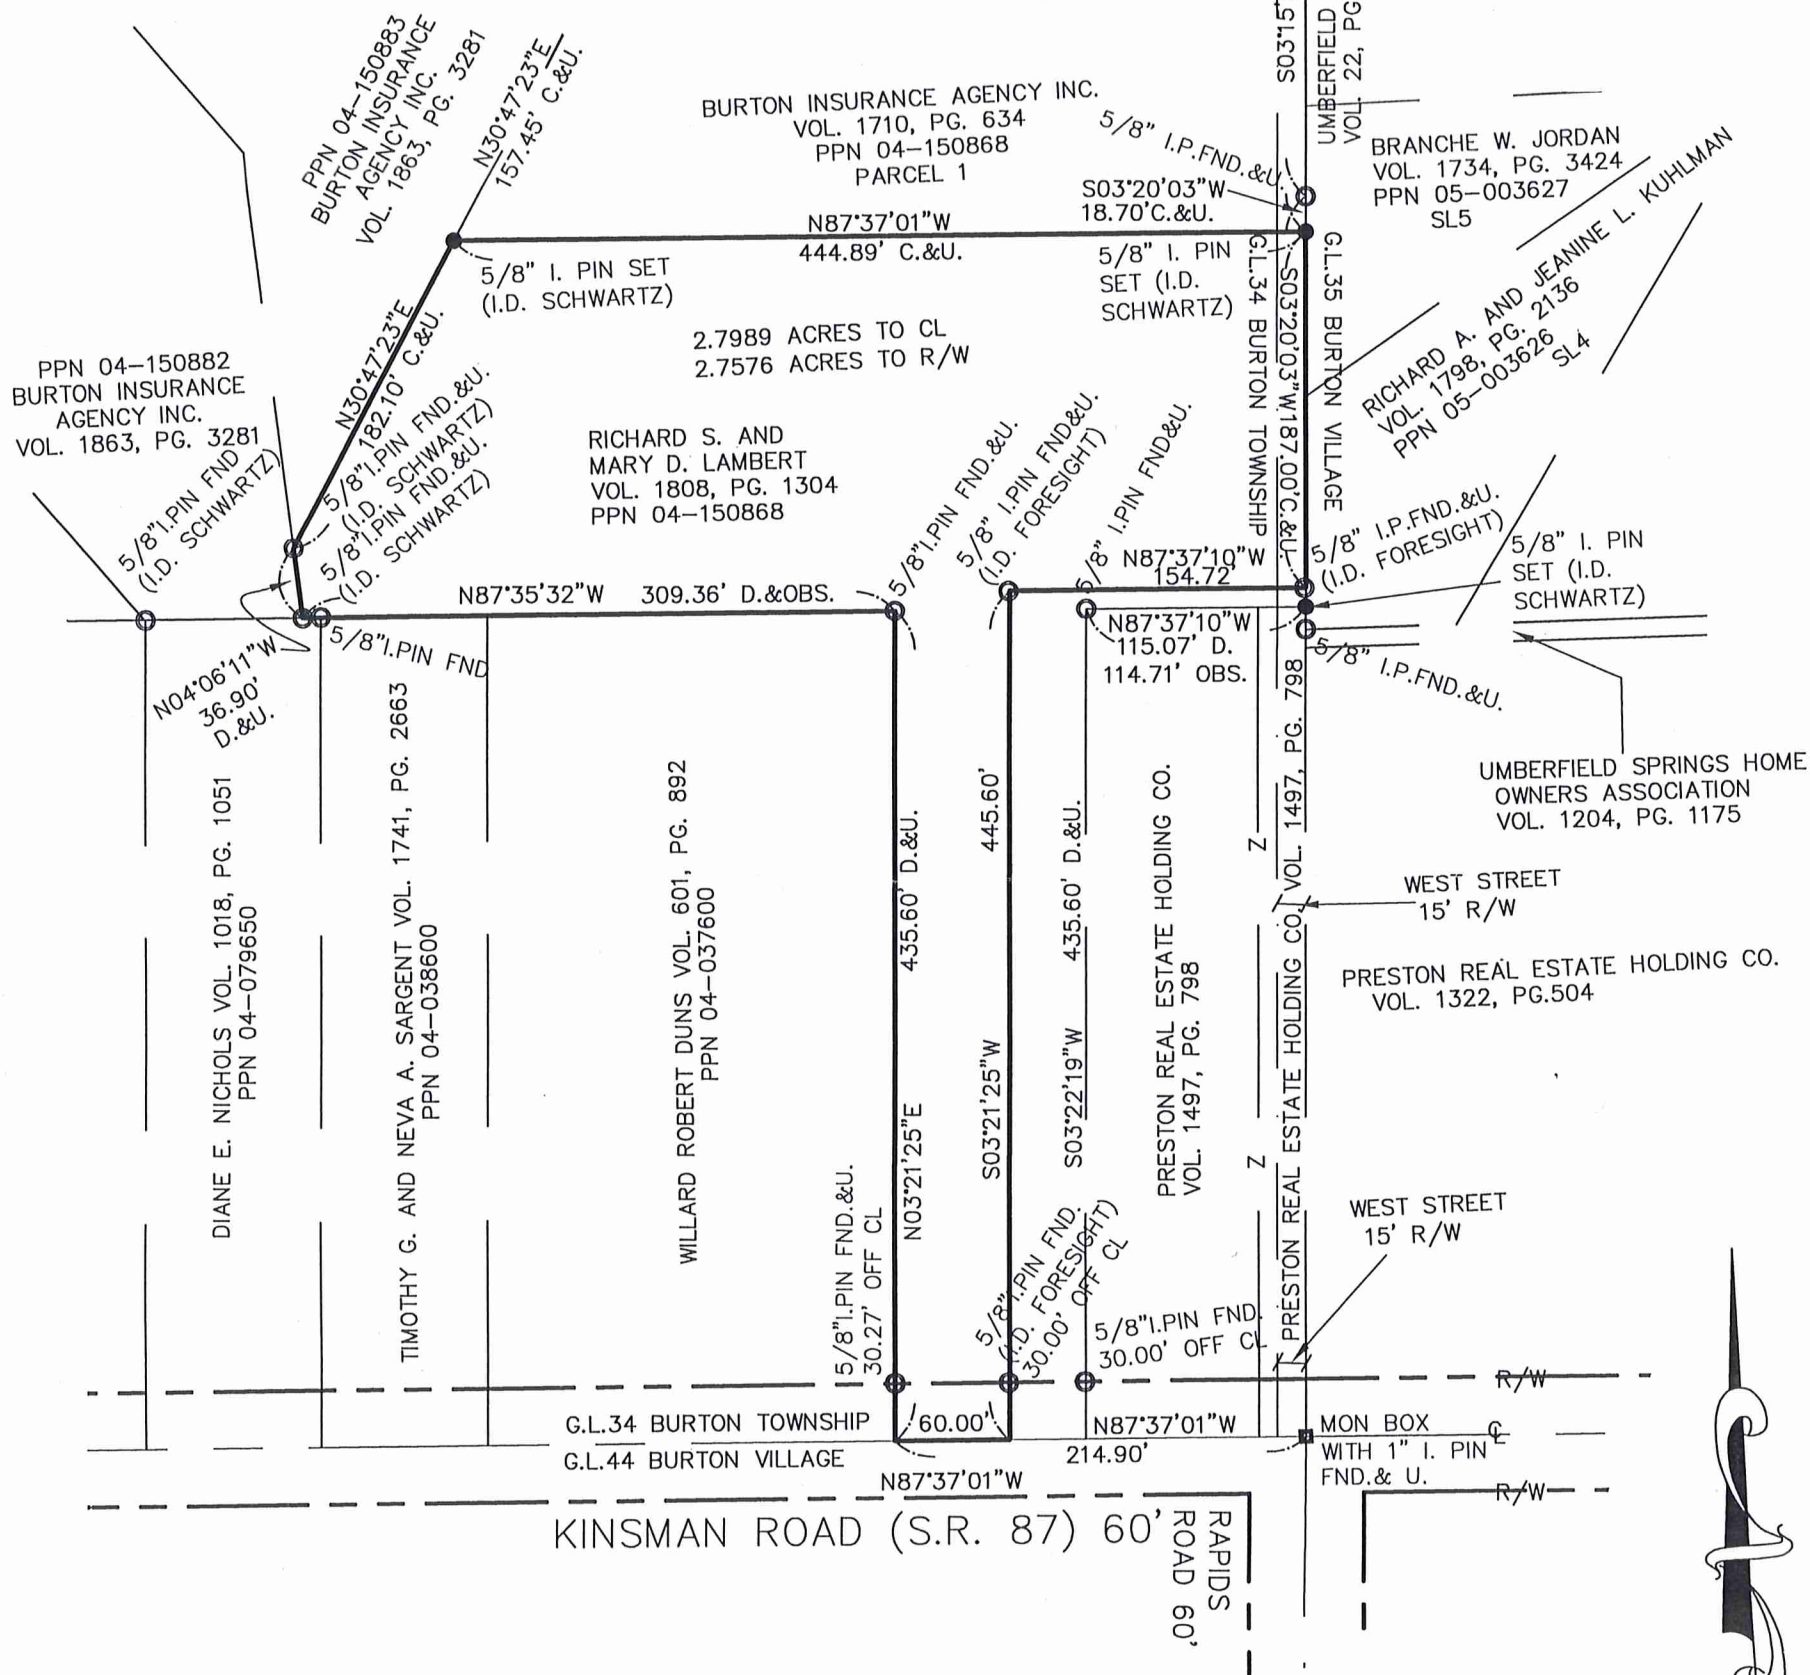 PPN 04-150883
BURTON INSURANCE
AGENCY INC.
VOL. 1863, PG. 3281
N30°47'23"E
157.45' C.&U.
BURTON INSURANCE AGENCY INC.
VOL. 1710, PG. 634
PPN 04-150868
PARCEL 1
5/8" I.P.FND.&U.
S03°20'03"W
18.70'C.&U.
S03°15'
UMBERFIELD
VOL. 22, PG
BRANCHE W. JORDAN
VOL. 1734, PG. 3424
PPN 05-003627
SL5
N87°37'01"W
444.89' C.&U.
5/8" I. PIN SET
(I.D. SCHWARTZ)
5/8" I. PIN
SET (I.D.
SCHWARTZ)
G.L.34 BURTON TOWNSHIP
S03°20'03"W187.00'C.&U.
G.L.35 BURTON VILLAGE
RICHARD A. AND JEANINE L. KUHLMAN
VOL. 1798, PG. 2136
PPN 05-003626
SL4
2.7989 ACRES TO CL
2.7576 ACRES TO R/W
N30°47'23"E
182.10' C.&U.
PPN 04-150882
BURTON INSURANCE
AGENCY INC.
VOL. 1863, PG. 3281
5/8"I.PIN FND
(I.D. SCHWARTZ)
5/8"I.PIN FND.&U.
(I.D. SCHWARTZ)
5/8"I.PIN FND.&U.
(I.D. SCHWARTZ)
RICHARD S. AND
MARY D. LAMBERT
VOL. 1808, PG. 1304
PPN 04-150868
5/8"I.PIN FND.&U.
5/8" I.PIN FND&U.
(I.D. FORESIGHT)
5/8" I.PIN FND&U.
5/8" I.P.FND.&U.
(I.D. FORESIGHT)
5/8" I. PIN
SET (I.D.
SCHWARTZ)
N87°37'10"W
154.72'
N87°35'32"W 309.36' D.&OBS.
N87°37'10"W
115.07' D.
114.71' OBS.
5/8"I.PIN FND
5/8" I.P.FND.&U.
N04°06'11"W
36.90'
D.&U.
UMBERFIELD SPRINGS HOME
OWNERS ASSOCIATION
VOL. 1204, PG. 1175
DIANE E. NICHOLS VOL. 1018, PG. 1051
PPN 04-079650
TIMOTHY G. AND NEVA A. SARGENT VOL. 1741, PG. 2663
PPN 04-038600
WILLARD ROBERT DUNS VOL. 601, PG. 892
PPN 04-037600
N03°21'25"E 435.60' D.&U.
S03°21'25"W 445.60'
S03°22'19"W 435.60' D.&U.
PRESTON REAL ESTATE HOLDING CO.
VOL. 1497, PG. 798
Z
Z
PRESTON REAL ESTATE HOLDING CO. VOL. 1497, PG. 798
WEST STREET
15' R/W
PRESTON REAL ESTATE HOLDING CO.
VOL. 1322, PG.504
WEST STREET
15' R/W
5/8"I.PIN FND.&U.
30.27' OFF CL
5/8"I.PIN FND.
(I.D. FORESIGHT)
30.00' OFF CL
5/8"I.PIN FND.
30.00' OFF CL
R/W
G.L.34 BURTON TOWNSHIP
60.00'
N87°37'01"W
MON BOX
WITH 1" I. PIN
FND.& U.
CL
G.L.44 BURTON VILLAGE
214.90'
N87°37'01"W
R/W
KINSMAN ROAD (S.R. 87) 60'
RAPIDS
ROAD 60'